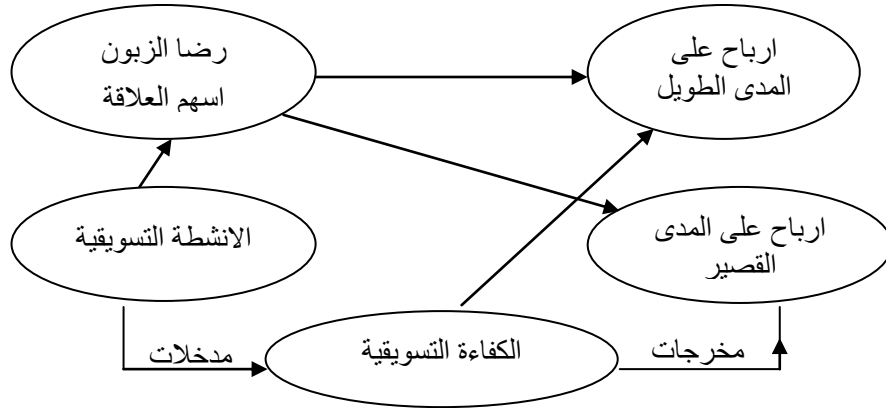 رضا الزبون
اسهم العلاقة
ارباح على
المدى الطويل
الانشطة التسويقية
ارباح على المدى
القصير
الكفاءة التسويقية
مدخلات
مخرجات